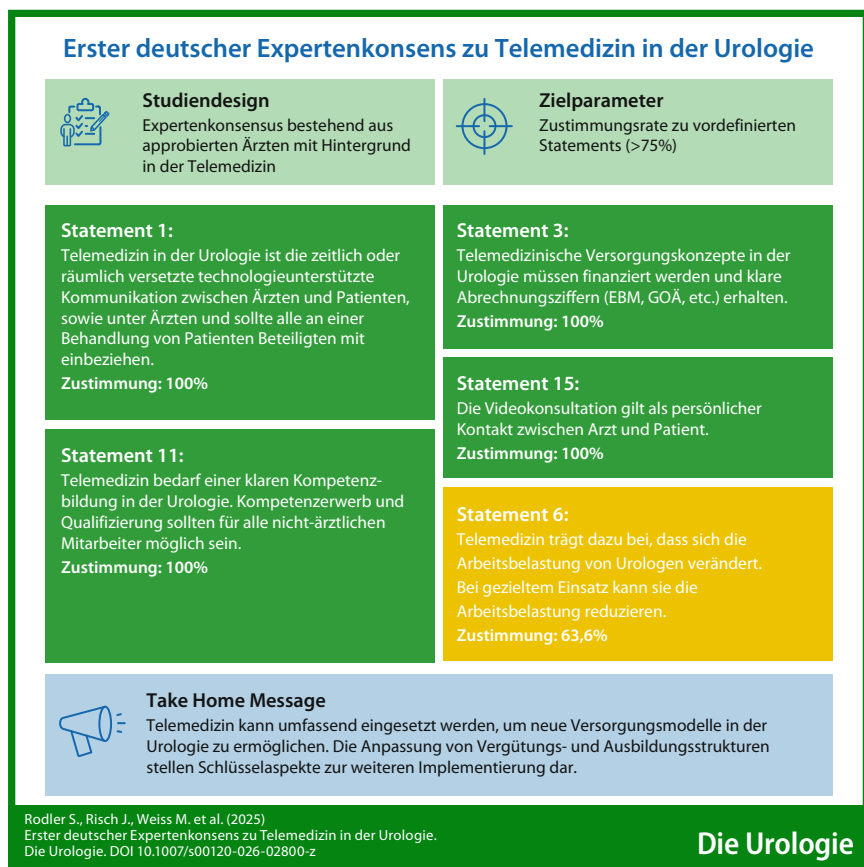 Erster deutscher Expertenkonsens zu Telemedizin in der Urologie
Studiendesign
Expertenkonsensus bestehend aus
approbierten Ärzten mit Hintergrund
in der Telemedizin
Zielparameter
Zustimmungsrate zu vordefinierten
Statements (>75%)
Statement 1:
Telemedizin in der Urologie ist die zeitlich oder
räumlich versetzte technologieunterstützte
Kommunikation zwischen Ärzten und Patienten,
sowie unter Ärzten und sollte alle an einer
Behandlung von Patienten Beteiligten mit
einbeziehen.
Zustimmung: 100%
Statement 11:
Telemedizin bedarf einer klaren Kompetenz-
bildung in der Urologie. Kompetenzerwerb und
Qualifizierung sollten für alle nicht-ärztlichen
Mitarbeiter möglich sein.
Zustimmung: 100%
Statement 3:
Telemedizinische Versorgungskonzepte in der
Urologie müssen finanziert werden und klare
Abrechnungsziffern (EBM, GOÄ, etc.) erhalten.
Zustimmung: 100%
Statement 15:
Die Videokonsultation gilt als persönlicher
Kontakt zwischen Arzt und Patient.
Zustimmung: 100%
Statement 6:
Telemedizin trägt dazu bei, dass sich die
Arbeitsbelastung von Urologen verändert.
Bei gezieltem Einsatz kann sie die
Arbeitsbelastung reduzieren.
Zustimmung: 63,6%
Take Home Message
Telemedizin kann umfassend eingesetzt werden, um neue Versorgungsmodelle in der
Urologie zu ermöglichen. Die Anpassung von Vergütungs- und Ausbildungsstrukturen
stellen Schlüsselaspekte zur weiteren Implementierung dar.
Rodler S., Risch J., Weiss M. et al. (2025)
Erster deutscher Expertenkonsens zu Telemedizin in der Urologie.
Die Urologie. DOI 10.1007/s00120-026-02800-z
Die Urologie